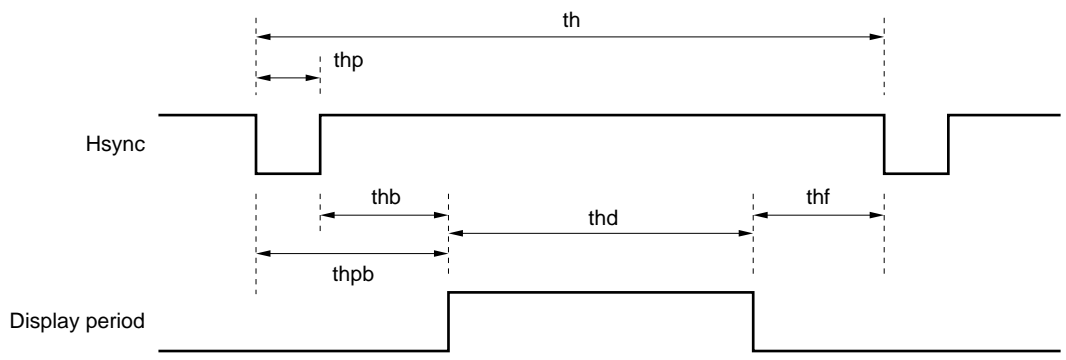 th
thp
Hsync
thb
thf
thd
thpb
Display period